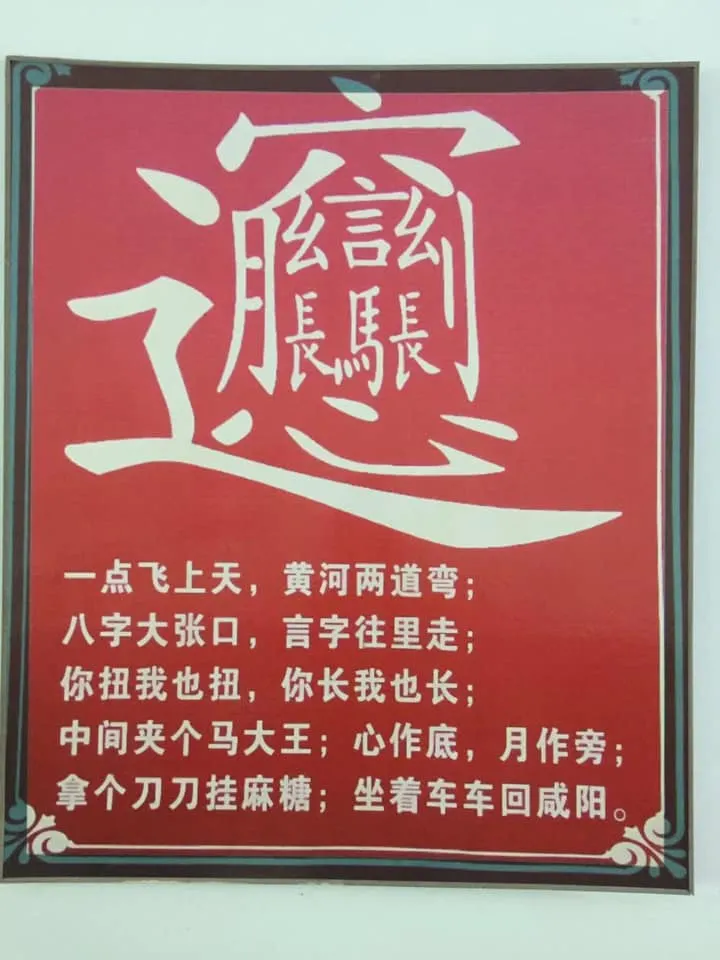 𰻞
一点飞上天，黄河两道弯；
八字大张口，言字往里走；
你扭我也扭，你长我也长；
中间夹个马大王；心作底，月作旁；
拿个刀刀挂麻糖；坐着车车回咸阳。